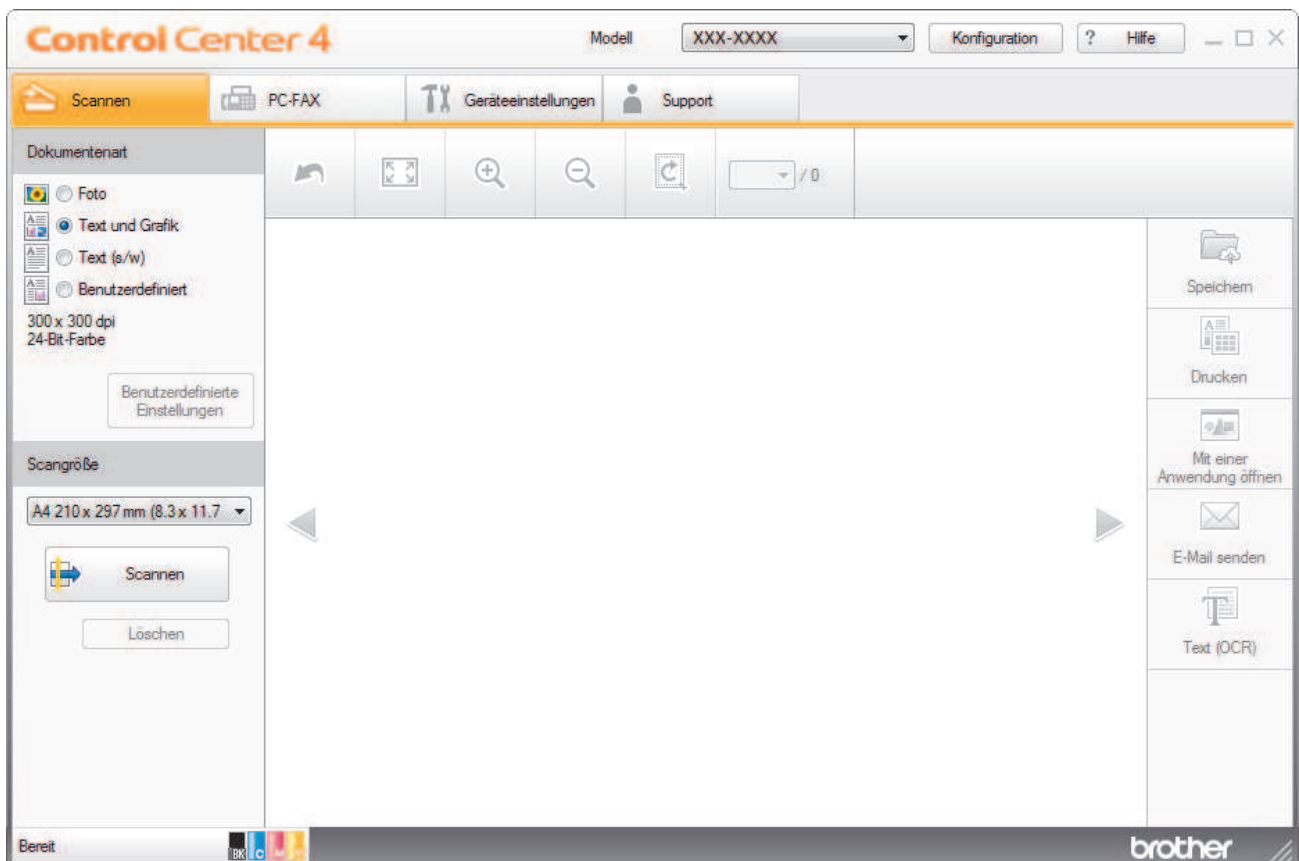 Control Center 4
Modell
XXX-XXXX
Konfiguration
? Hilfe
Scannen
PC-FAX
Geräteeinstellungen
Support
Dokumentenart
Foto
Text und Grafik
Text (s/w)
Benutzerdefiniert
300 x 300 dpi
24-Bit-Farbe
Benutzerdefinierte
Einstellungen
Scangröße
A4 210 x 297 mm (8.3 x 11.7
Scannen
Löschen
/ 0
Speichern
Drucken
Mit einer
Anwendung öffnen
E-Mail senden
Text (OCR)
Bereit
BK
C
brother